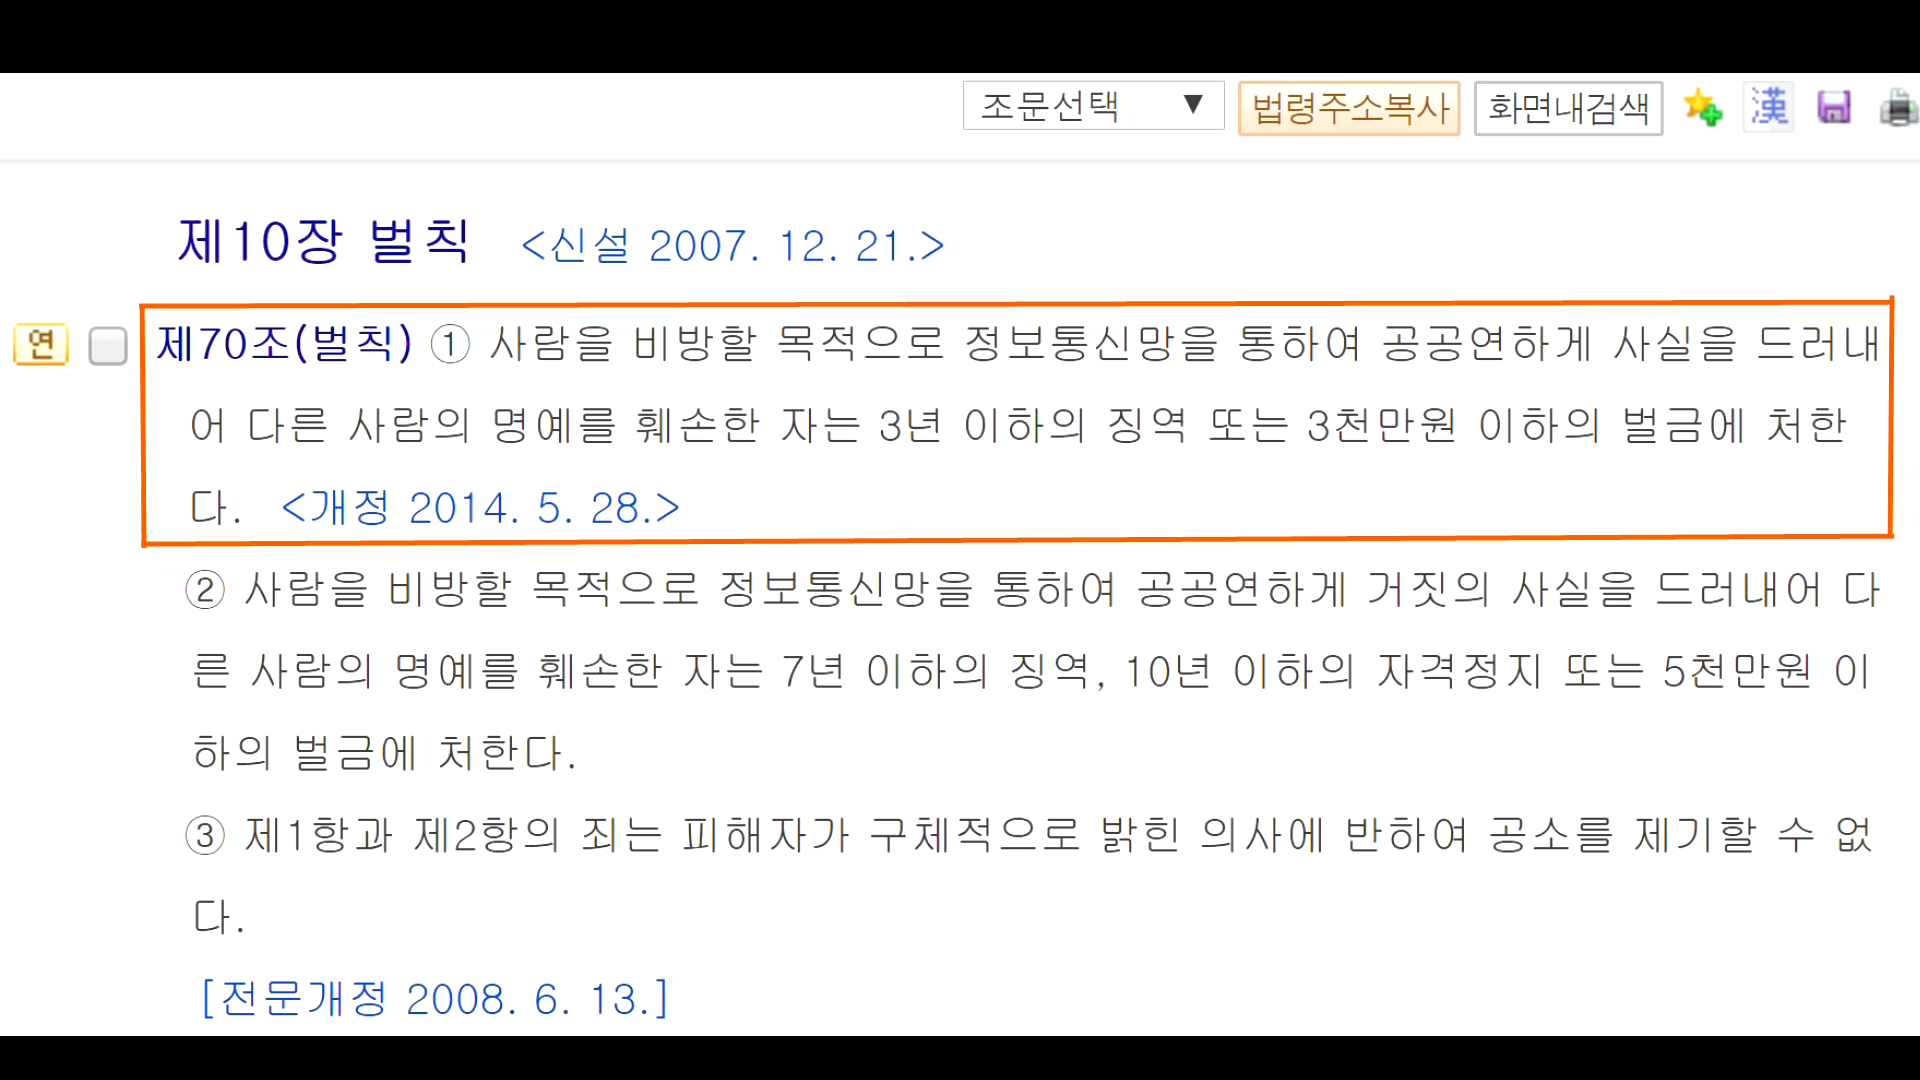 조문선택 ▼ 법령주소복사 화면내검색 漢
제10장 벌칙 <신설 2007. 12. 21.>
연 제70조(벌칙) ① 사람을 비방할 목적으로 정보통신망을 통하여 공공연하게 사실을 드러내
어 다른 사람의 명예를 훼손한 자는 3년 이하의 징역 또는 3천만원 이하의 벌금에 처한
다. <개정 2014. 5. 28.>
② 사람을 비방할 목적으로 정보통신망을 통하여 공공연하게 거짓의 사실을 드러내어 다
른 사람의 명예를 훼손한 자는 7년 이하의 징역, 10년 이하의 자격정지 또는 5천만원 이
하의 벌금에 처한다.
③ 제1항과 제2항의 죄는 피해자가 구체적으로 밝힌 의사에 반하여 공소를 제기할 수 없
다.
[전문개정 2008. 6. 13.]